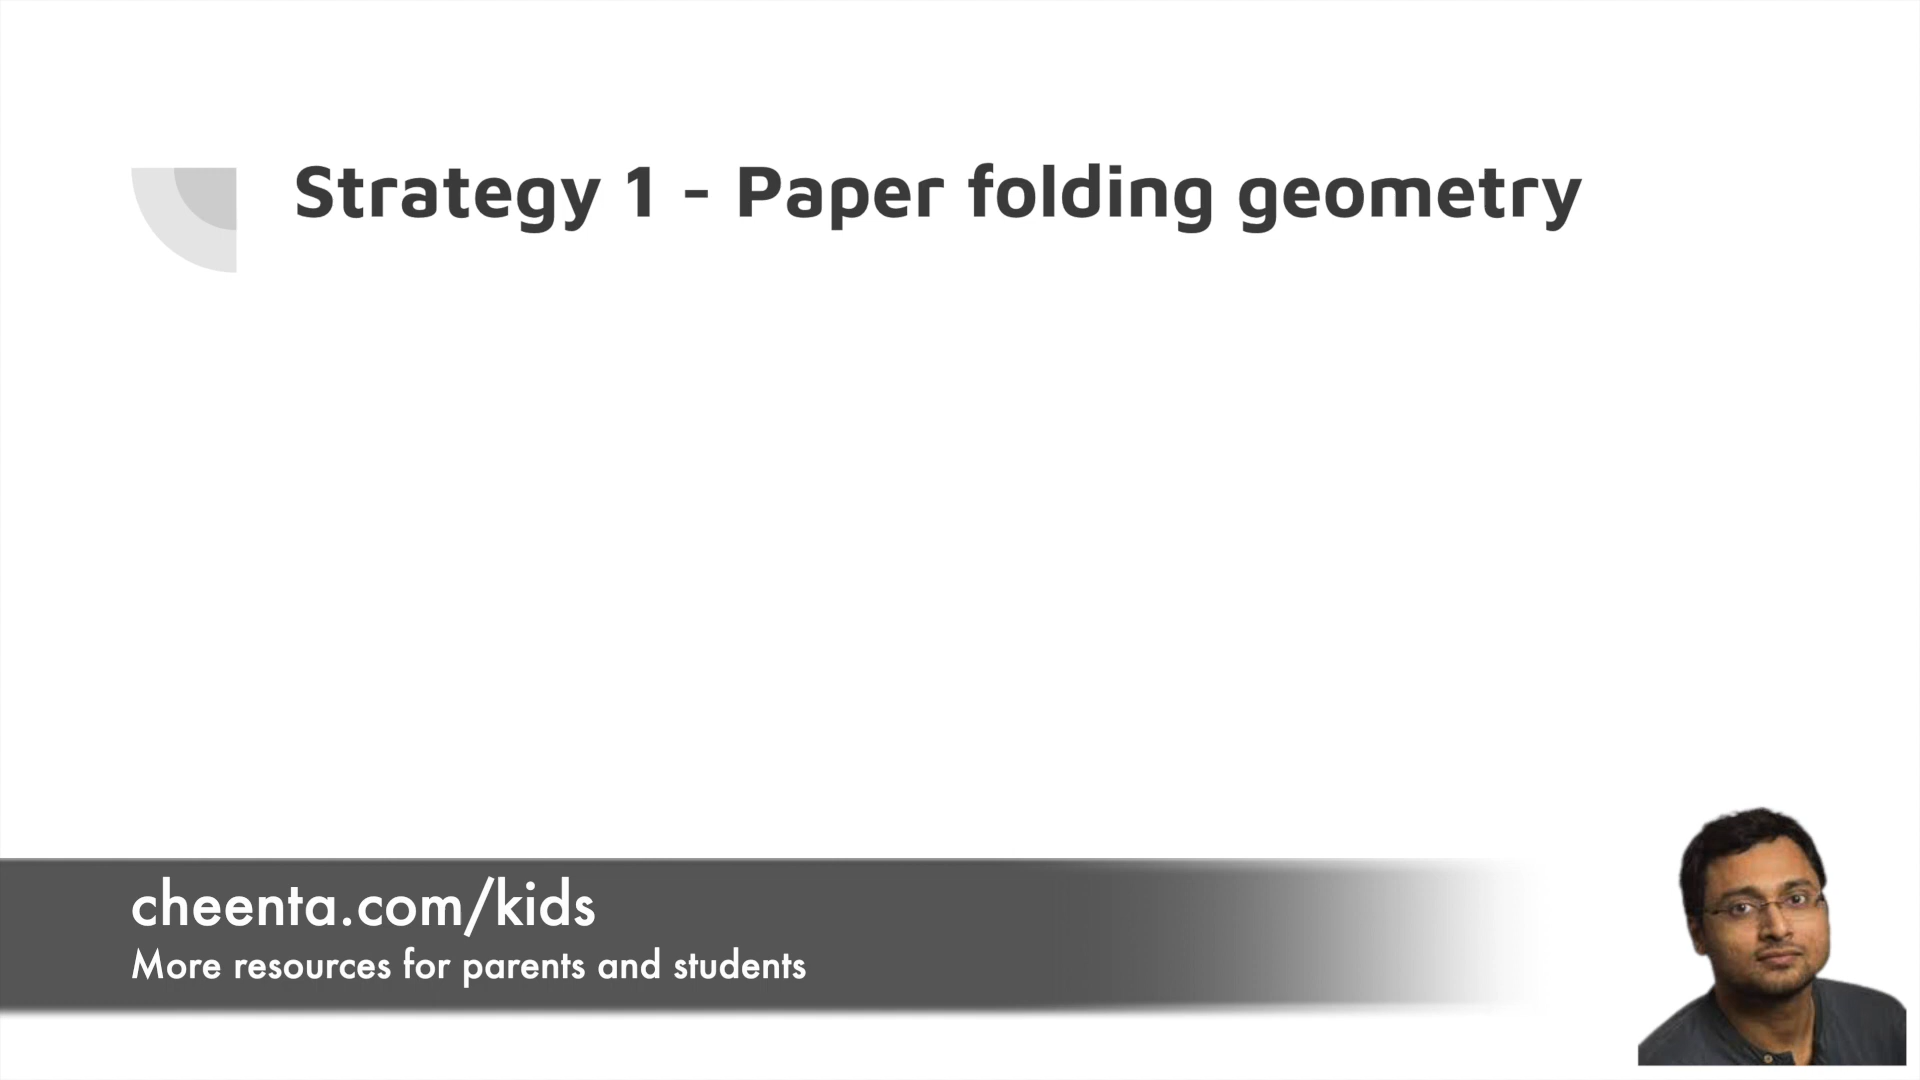 Strategy 1 - Paper folding geometry
cheenta.com/kids
More resources for parents and students